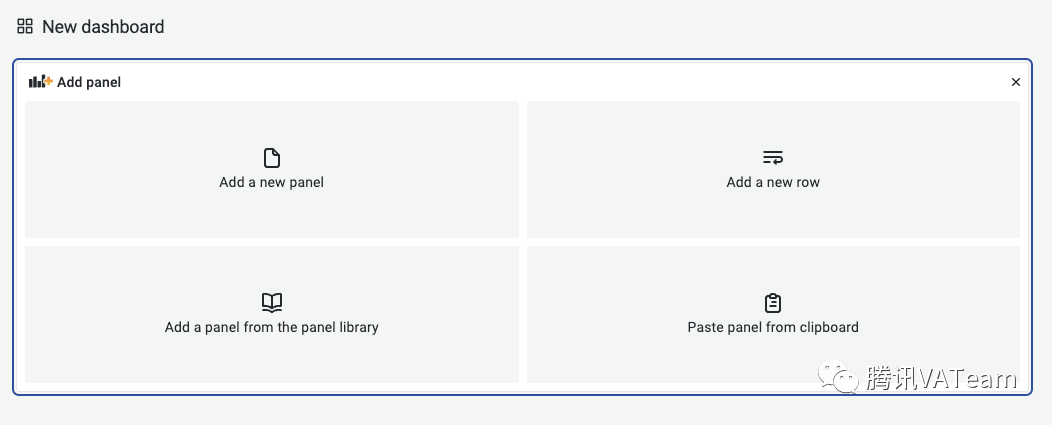 New dashboard
Add panel
Add a new panel
Add a new row
Add a panel from the panel library
Paste panel from clipboard
腾讯VATeam